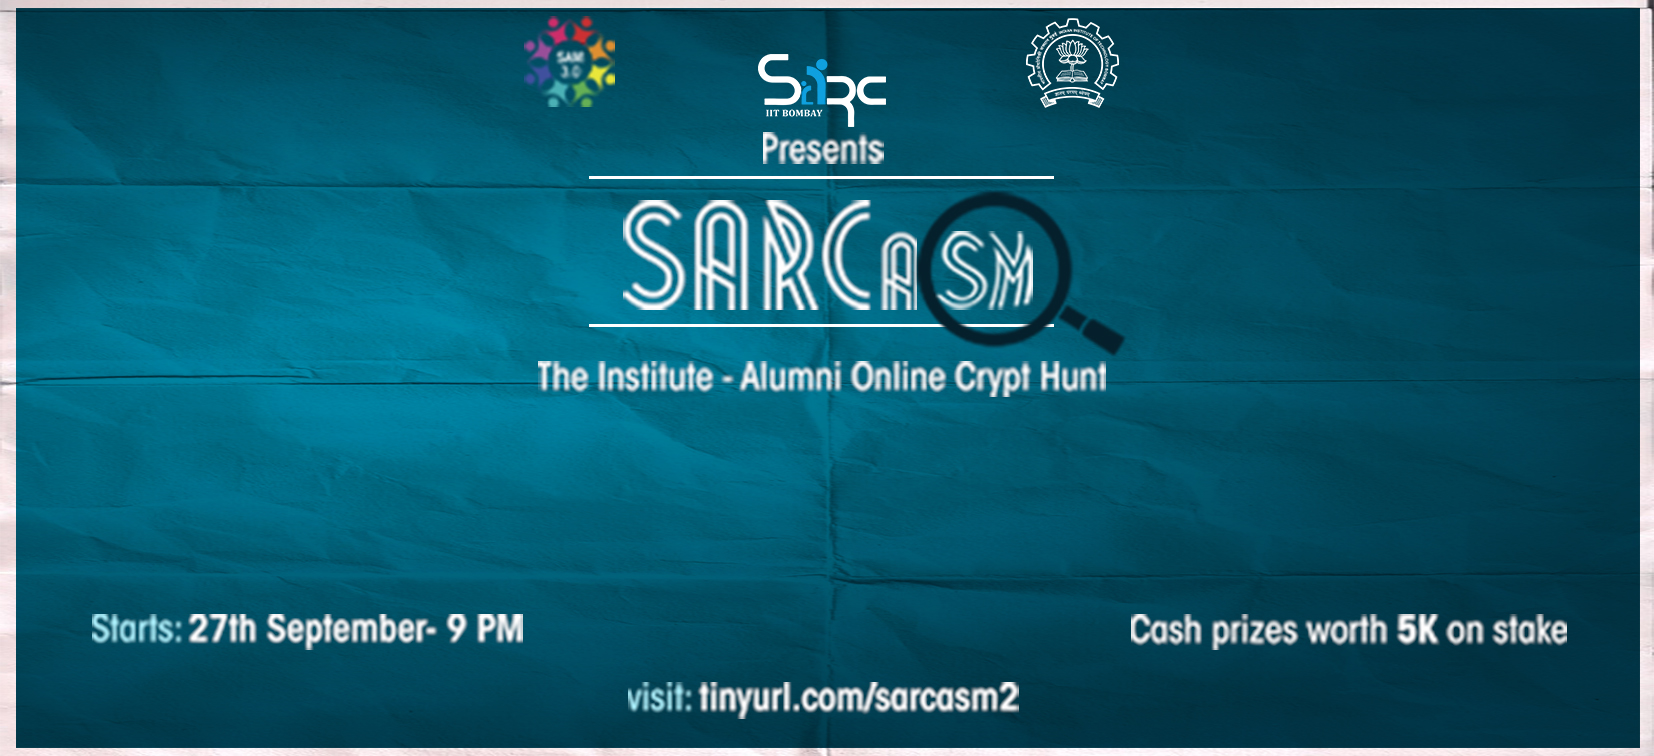 SAM
3.0
SARC
IIT BOMBAY
Presents
SARCASM
The Institute - Alumni Online Crypt Hunt
Starts: 27th September- 9 PM
Cash prizes worth 5K on stake
visit: tinyurl.com/sarcasm2